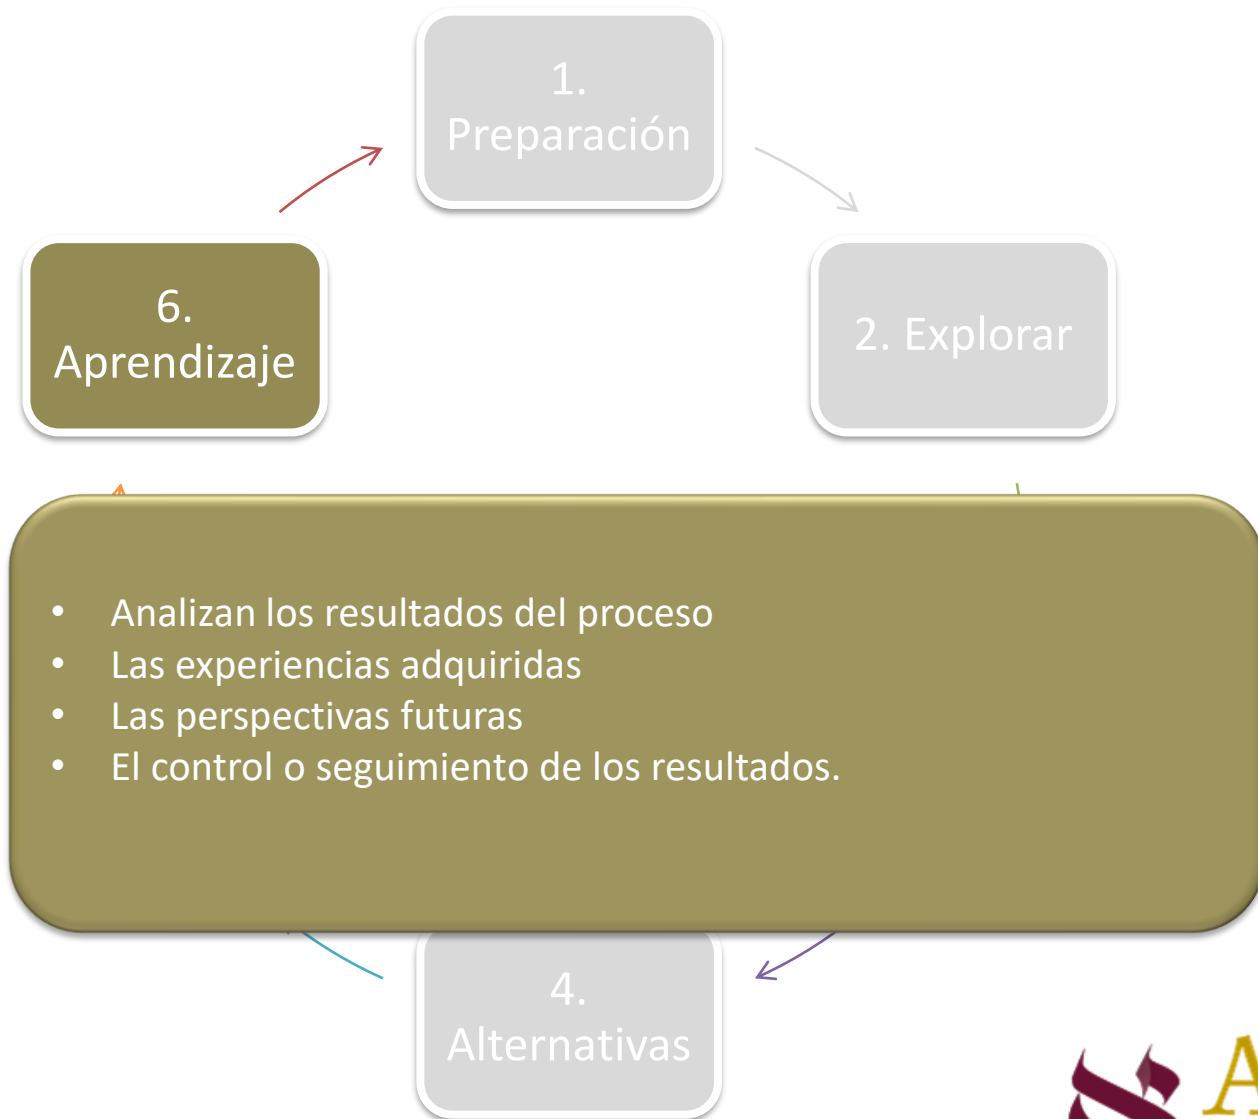 1.
Preparación
6.
Aprendizaje
2. Explorar
• Analizan los resultados del proceso
• Las experiencias adquiridas
• Las perspectivas futuras
• El control o seguimiento de los resultados.
4.
Alternativas
א A